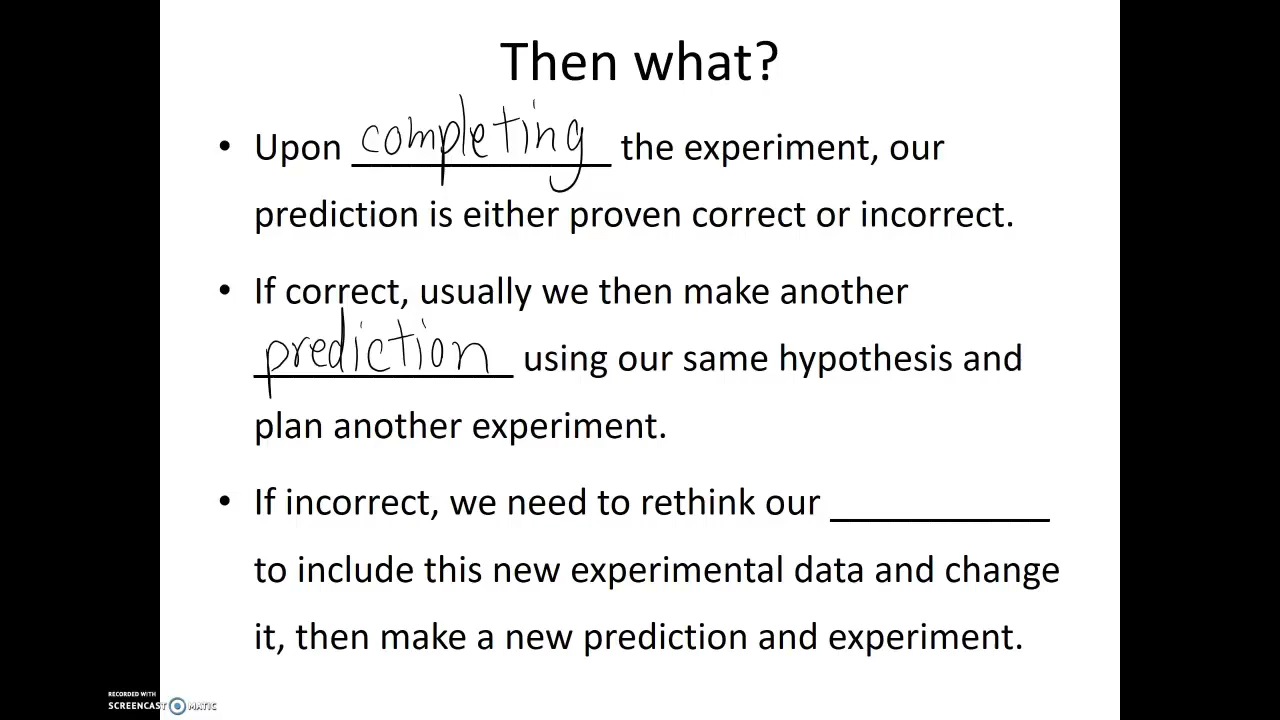 Then what?
• Upon completing the experiment, our
prediction is either proven correct or incorrect.
• If correct, usually we then make another
prediction using our same hypothesis and
plan another experiment.
• If incorrect, we need to rethink our ___________
to include this new experimental data and change
it, then make a new prediction and experiment.
RECORDED WITH
SCREENCAST MATIC